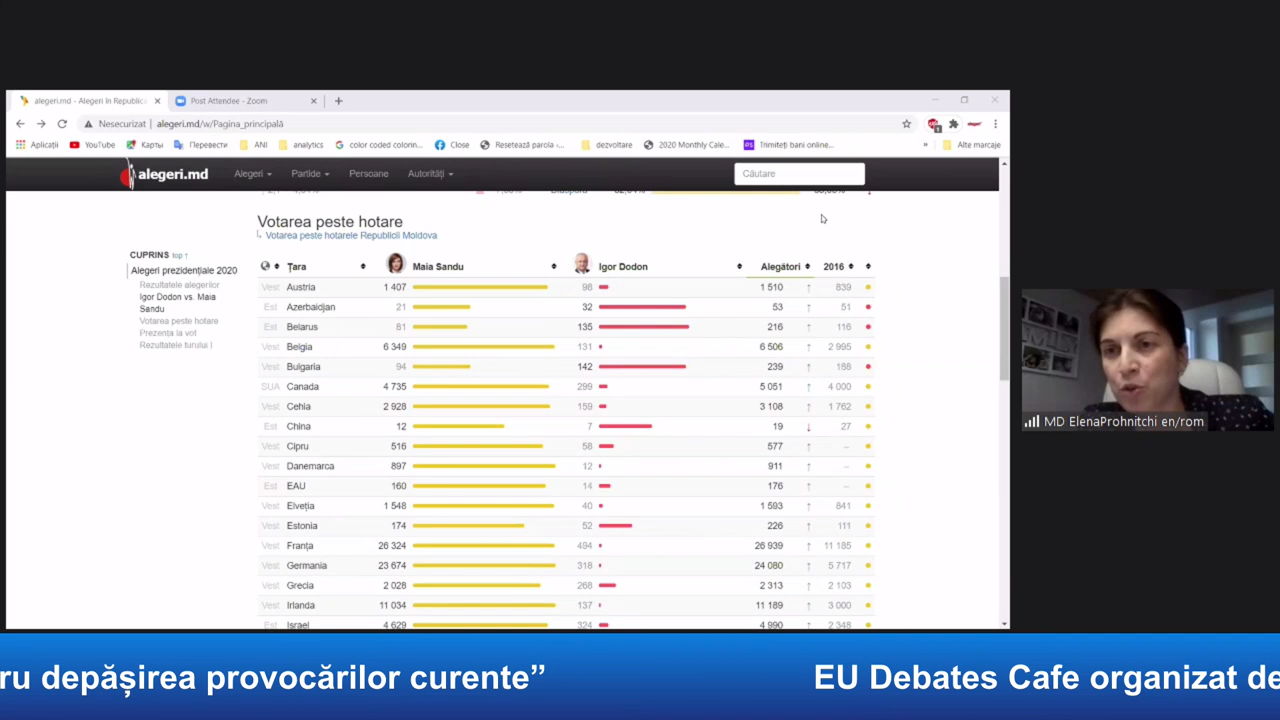 alegeri.md - Alegeri în Republic
Post Attendee - Zoom
Nesecurizat | alegeri.md/w/Pagina_principală
Aplicații YouTube Карты Перевести ANI analytics color coded colorin... Close Resetează parola -... dezvoltare 2020 Monthly Cale... Trimiteți bani online... » Alte marcaje
alegeri.md Alegeri Partide Persoane Autorități Căutare
Votarea peste hotare
Votarea peste hotarele Republicii Moldova
CUPRINS top ↑
Alegeri prezidențiale 2020
Rezultatele alegerilor
Igor Dodon vs. Maia
Sandu
Votarea peste hotare
Prezența la vot
Rezultatele turului I
Țara Maia Sandu Igor Dodon Alegători 2016
Vest Austria 1 407 98 1 510 ↑ 839
Est Azerbaidjan 21 32 53 ↑ 51
Est Belarus 81 135 216 ↑ 116
Vest Belgia 6 349 131 6 506 ↑ 2 995
Vest Bulgaria 94 142 239 ↑ 188
SUA Canada 4 735 299 5 051 ↑ 4 000
Vest Cehia 2 928 159 3 108 ↑ 1 762
Est China 12 7 19 ↓ 27
Vest Cipru 516 58 577 ↑ –
Vest Danemarca 897 12 911 ↑ –
Est EAU 160 14 176 ↑ –
Vest Elveția 1 548 40 1 593 ↑ 841
Vest Estonia 174 52 226 ↑ 111
Vest Franța 26 324 494 26 939 ↑ 11 185
Vest Germania 23 674 318 24 080 ↑ 5 717
Vest Grecia 2 028 268 2 313 ↑ 2 103
Vest Irlanda 11 034 137 11 189 ↑ 3 000
Est Israel 4 629 324 4 990 ↑ 2 348
MD ElenaProhnitchi en/rom
ru depășirea provocărilor curente” EU Debates Cafe organizat de